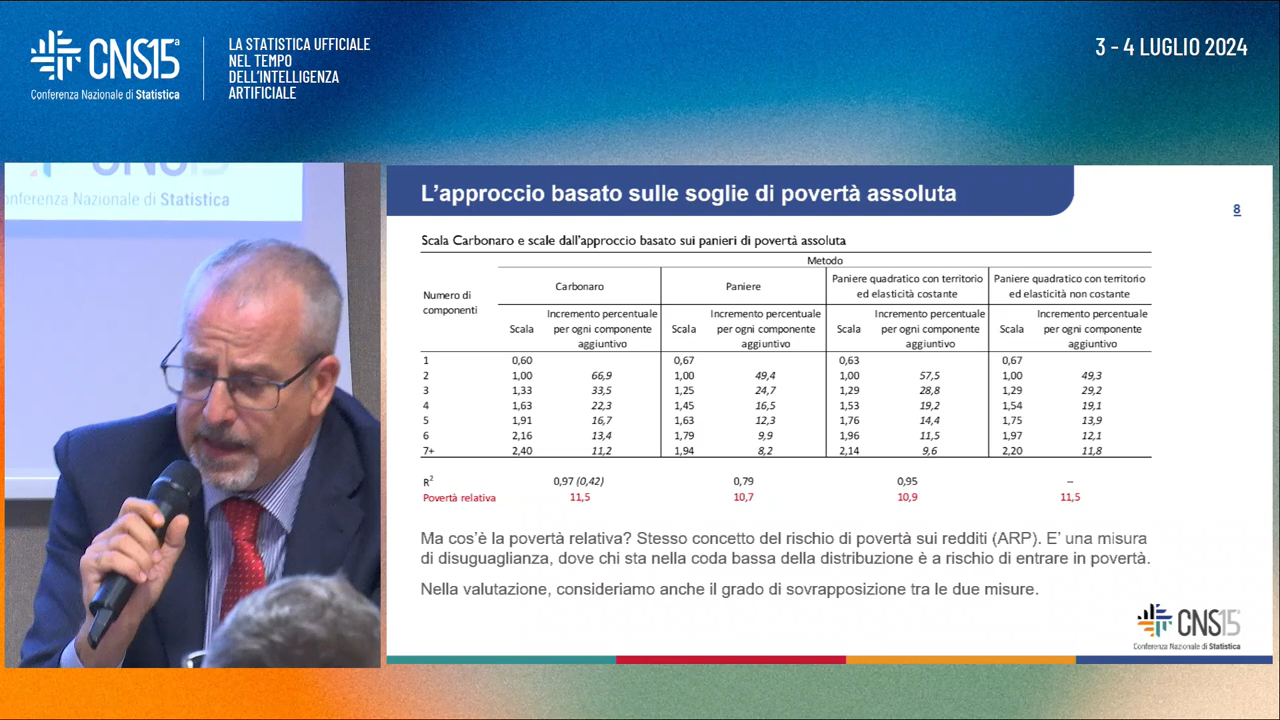 CNS15ª
Conferenza Nazionale di Statistica
LA STATISTICA UFFICIALE
NEL TEMPO
DELL'INTELLIGENZA
ARTIFICIALE
3 - 4 LUGLIO 2024
CNS15
onferenza Nazionale di Statistica
L'approccio basato sulle soglie di povertà assoluta
8
Scala Carbonaro e scale dall'approccio basato sui panieri di povertà assoluta
Metodo
Numero di
componenti
Carbonaro
Paniere
Paniere quadratico con territorio
ed elasticità costante
Paniere quadratico con territorio
ed elasticità non costante
Scala
Incremento percentuale
per ogni componente
aggiuntivo
Scala
Incremento percentuale
per ogni componente
aggiuntivo
Scala
Incremento percentuale
per ogni componente
aggiuntivo
Scala
Incremento percentuale
per ogni componente
aggiuntivo
1 0,60 0,67 0,63 0,67
2 1,00 66,9 1,00 49,4 1,00 57,5 1,00 49,3
3 1,33 33,5 1,25 24,7 1,29 28,8 1,29 29,2
4 1,63 22,3 1,45 16,5 1,53 19,2 1,54 19,1
5 1,91 16,7 1,63 12,3 1,76 14,4 1,75 13,9
6 2,16 13,4 1,79 9,9 1,96 11,5 1,97 12,1
7+ 2,40 11,2 1,94 8,2 2,14 9,6 2,20 11,8
R² 0,97 (0,42) 0,79 0,95 –
Povertà relativa 11,5 10,7 10,9 11,5
Ma cos'è la povertà relativa? Stesso concetto del rischio di povertà sui redditi (ARP). E' una misura
di disuguaglianza, dove chi sta nella coda bassa della distribuzione è a rischio di entrare in povertà.
Nella valutazione, consideriamo anche il grado di sovrapposizione tra le due misure.
CNS15
Conferenza Nazionale di Statistica